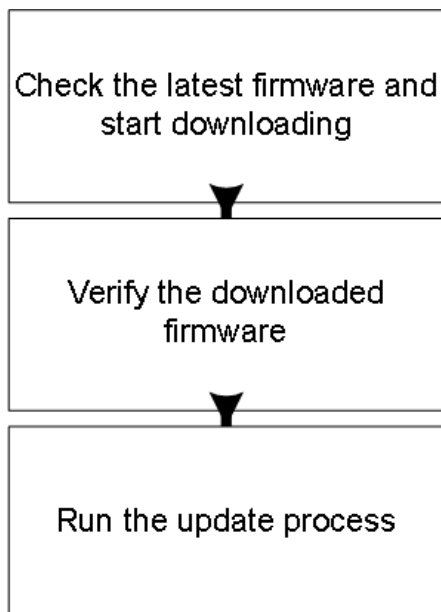 Check the latest firmware and
start downloading
Verify the downloaded
firmware
Run the update process